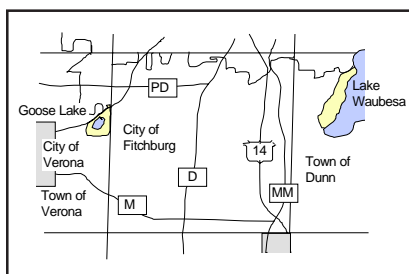 PD
Lake
Waubesa
Goose Lake
City of
Fitchburg
City of
Verona
14
Town of
Dunn
D
MM
Town of
Verona
M